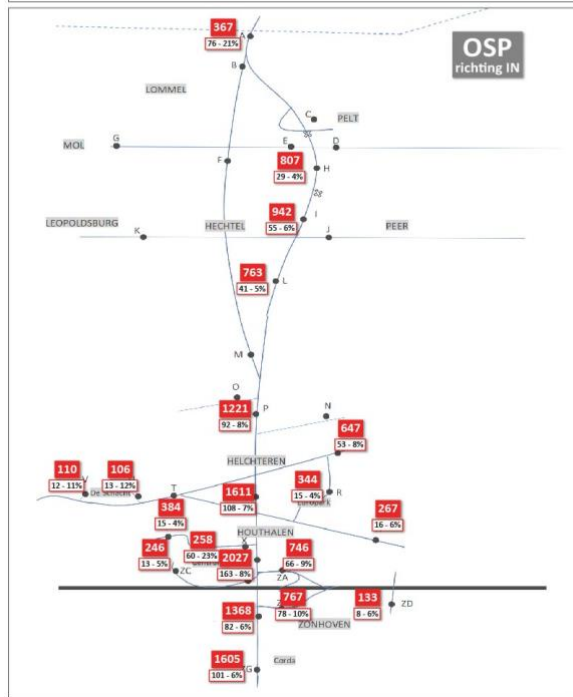 367
76 - 21%
A
OSP
richting IN
B
LOMMEL
C
PELT
MOL
G
E
D
F
807
29 - 4%
H
942
55 - 6%
I
LEOPOLDSBURG
K
HECHTEL
J
PEER
763
41 - 5%
L
M
O
1221
92 - 8%
P
N
647
53 - 8%
HELCHTEREN
110
12 - 11%
106
13 - 12%
T
1611
108 - 7%
344
15 - 4%
R
384
15 - 4%
267
16 - 6%
HOUTHALEN
246
13 - 5%
258
60 - 23%
X
2027
163 - 8%
746
66 - 9%
ZC
ZA
767
78 - 10%
133
8 - 6%
ZD
1368
82 - 6%
ZONHOVEN
1605
101 - 6%
Corda